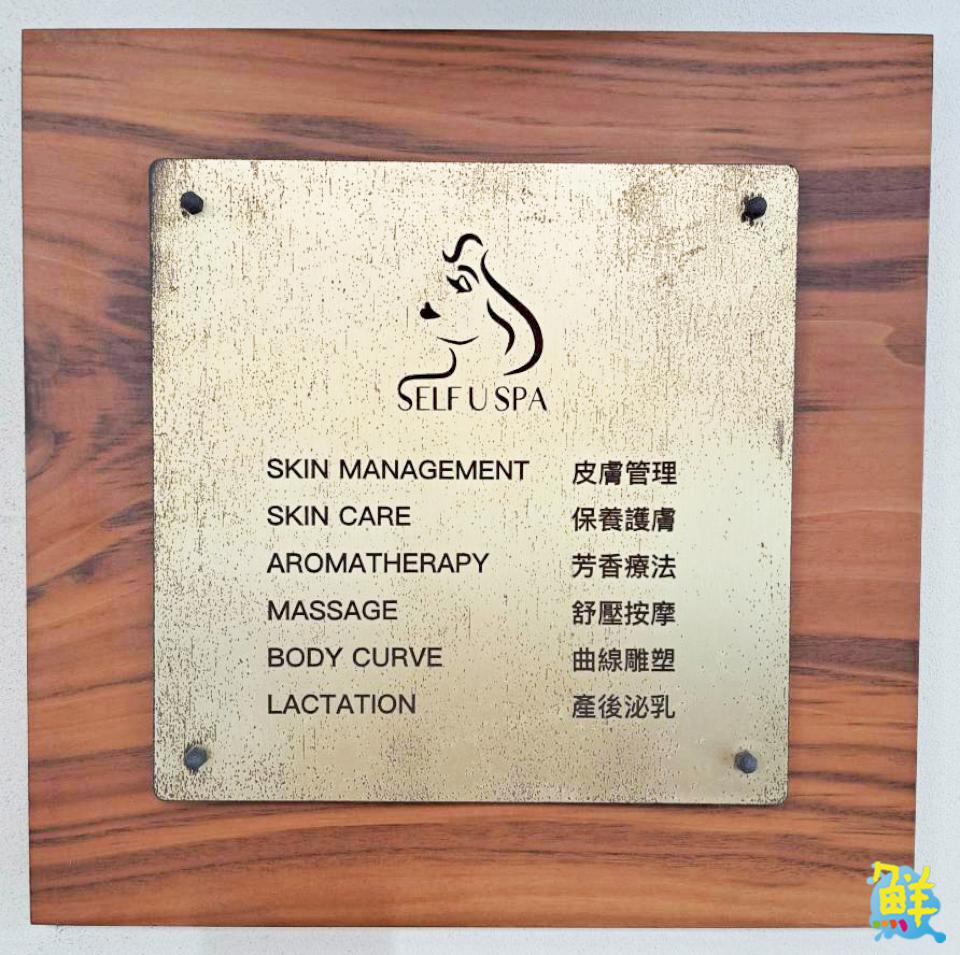 SELF U SPA
SKIN MANAGEMENT 皮膚管理
SKIN CARE 保養護膚
AROMATHERAPY 芳香療法
MASSAGE 舒壓按摩
BODY CURVE 曲線雕塑
LACTATION 產後泌乳
鮮